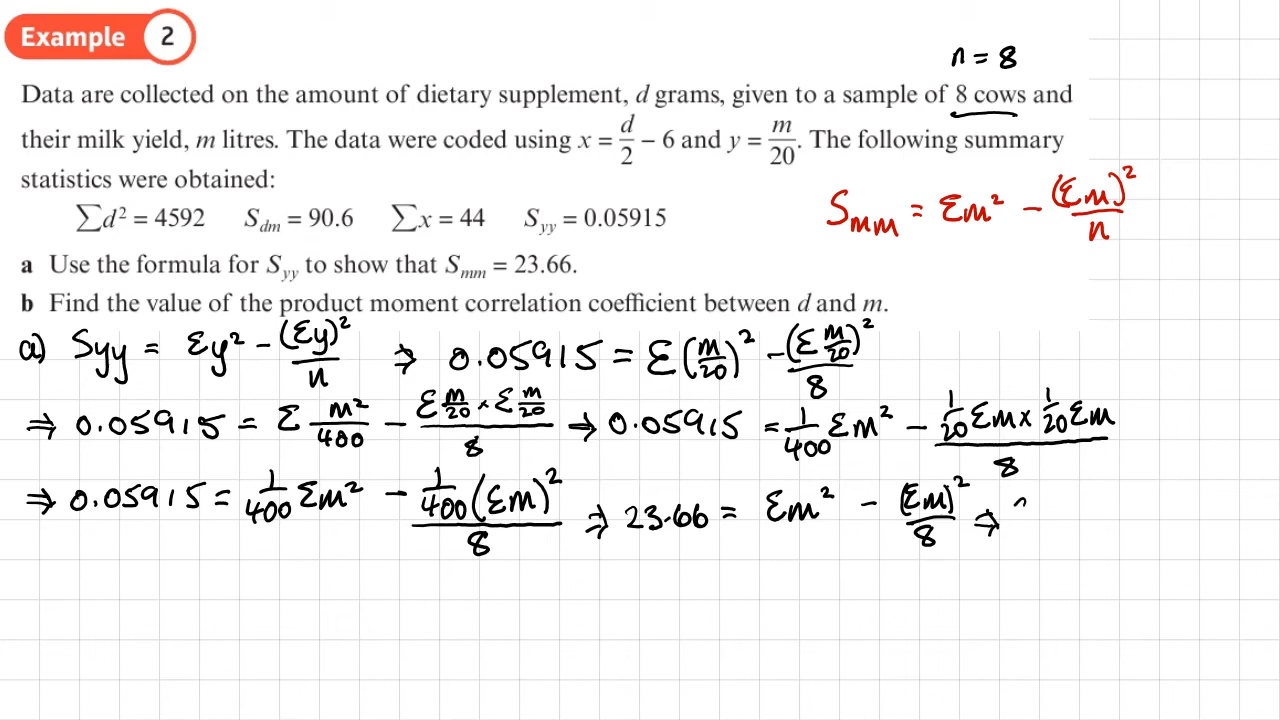 Example 2
n = 8
Data are collected on the amount of dietary supplement, d grams, given to a sample of 8 cows and
their milk yield, m litres. The data were coded using x = d/2 − 6 and y = m/20. The following summary
statistics were obtained:
∑d² = 4592 S_dm = 90.6 ∑x = 44 S_yy = 0.05915
S_mm = Σm² − (Σm)²/n
a Use the formula for S_yy to show that S_mm = 23.66.
b Find the value of the product moment correlation coefficient between d and m.
a) Syy = Σy² − (Σy)²/n ⇒ 0.05915 = Σ(m/20)² − (Σ m/20)²/8
⇒ 0.05915 = Σ m²/400 − (Σ m/20 × Σ m/20)/8 ⇒ 0.05915 = 1/400 Σm² − (1/20 Σm × 1/20 Σm)/8
⇒ 0.05915 = 1/400 Σm² − (1/400 (Σm)²)/8 ⇒ 23.66 = Σm² − (Σm)²/8 ⇒